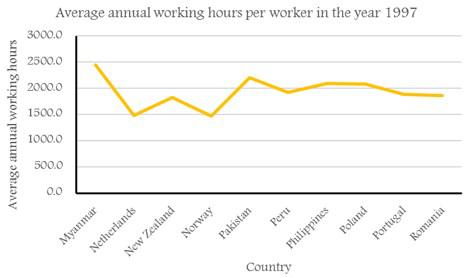 Average annual working hours per worker in the year 1997
Average annual working hours
3000.0
2500.0
2000.0
1500.0
1000.0
500.0
0.0
Myanmar
Netherlands
New Zealand
Norway
Pakistan
Peru
Philippines
Poland
Portugal
Romania
Country